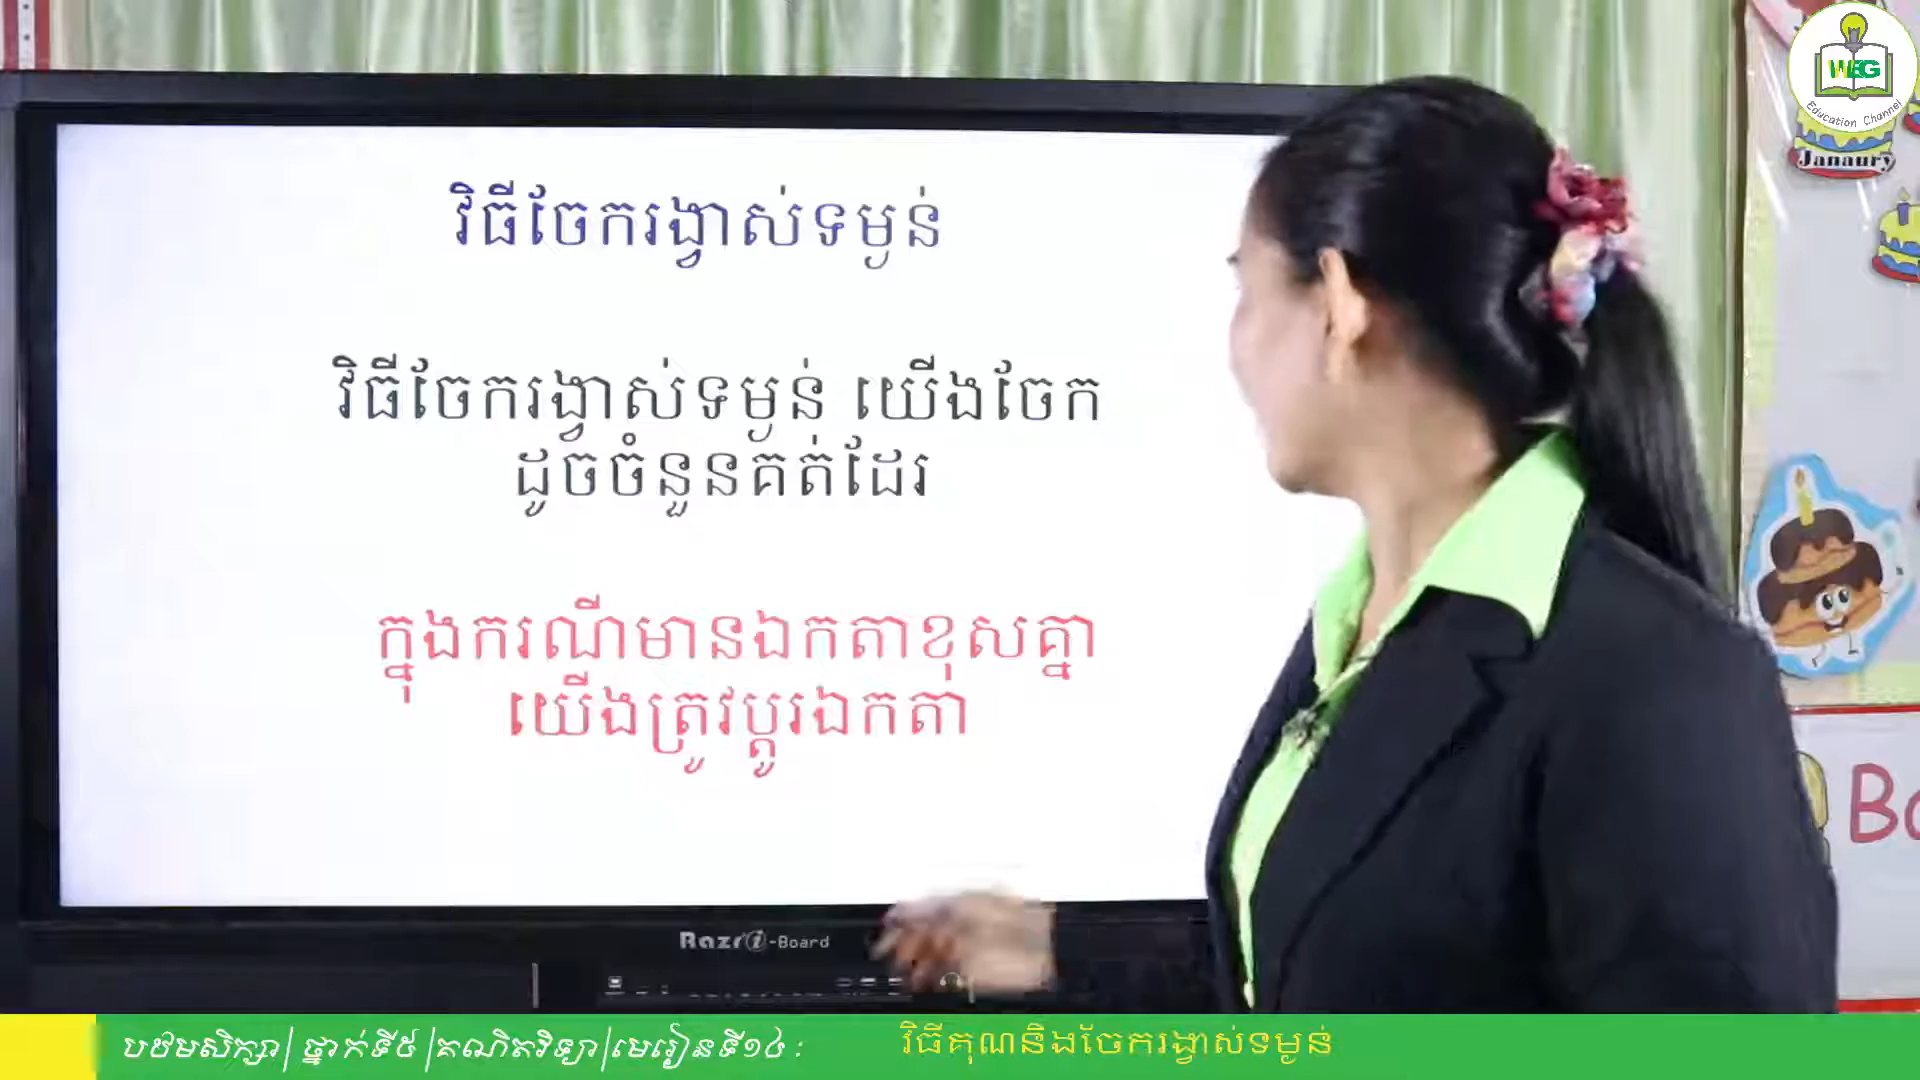 វិធីចែករង្វាស់ទម្ងន់
វិធីចែករង្វាស់ទម្ងន់ យើងចែក
ដូចចំនួនគត់ដែរ
ក្នុងករណីមានឯកតាខុសគ្នា
យើងត្រូវប្តូរឯកតា
Razr i-Board
WEG
Education Channel
Janaury
Bo
បឋមសិក្សា| ថ្នាក់ទី៥ |គណិតវិទ្យា|មេរៀនទី១៤ :
វិធីគុណនិងចែករង្វាស់ទម្ងន់